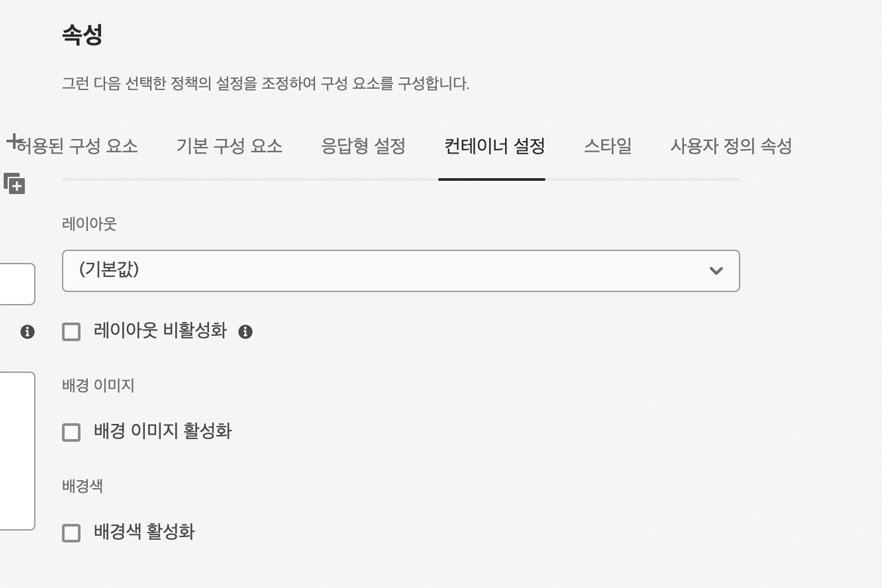 속성
그런 다음 선택한 정책의 설정을 조정하여 구성 요소를 구성합니다.
허용된 구성 요소 기본 구성 요소 응답형 설정 컨테이너 설정 스타일 사용자 정의 속성
레이아웃
(기본값)
레이아웃 비활성화
배경 이미지
배경 이미지 활성화
배경색
배경색 활성화